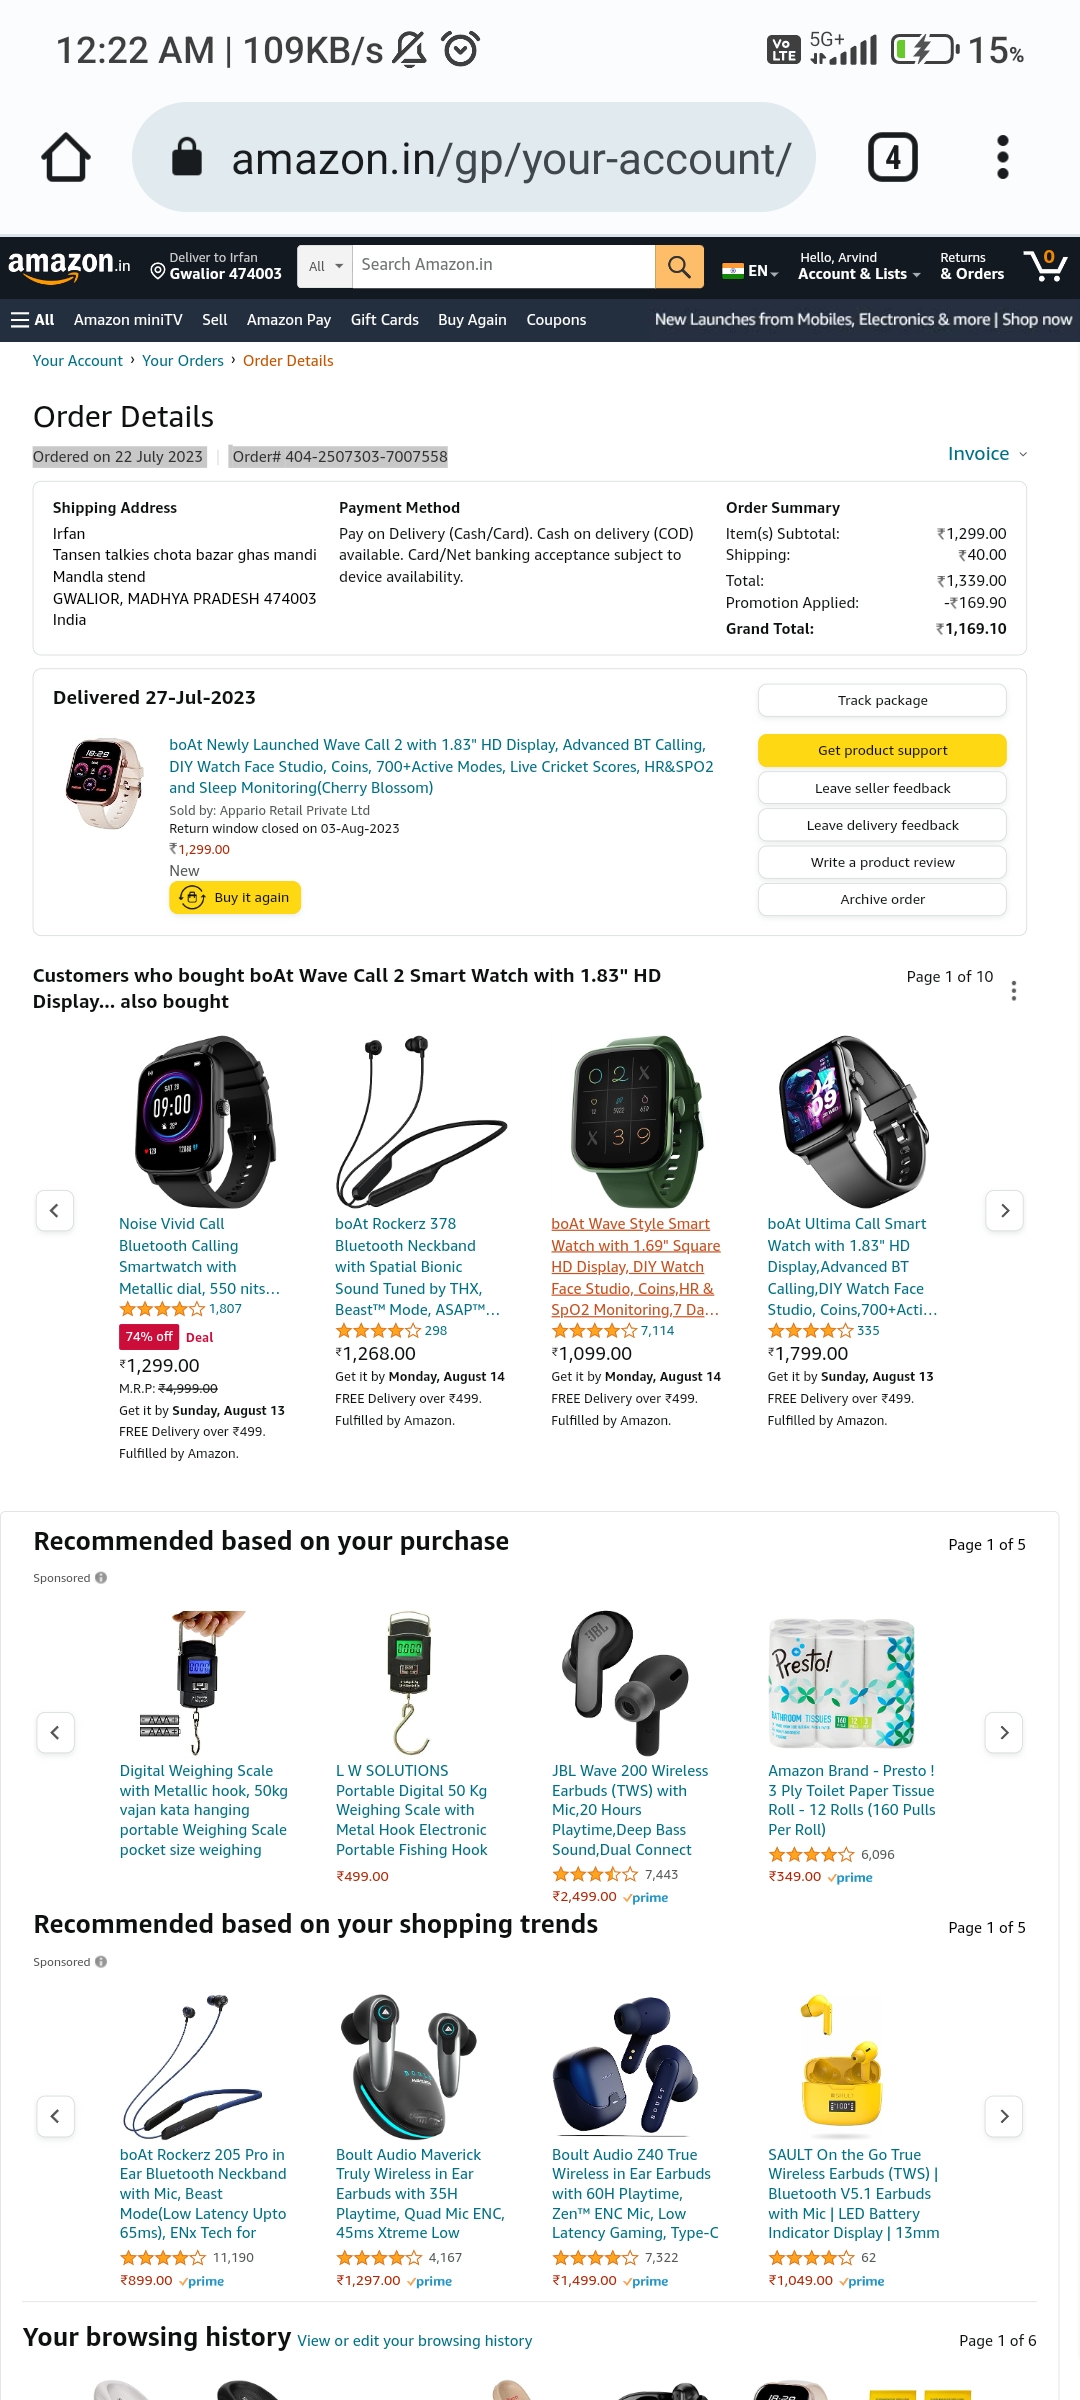 12:22 AM | 109KB/s
Vo LTE 5G+ 15%
amazon.in/gp/your-account/
4
amazon.in
Deliver to Irfan
Gwalior 474003
All
Search Amazon.in
EN
Hello, Arvind
Account & Lists
Returns
& Orders
0
All Amazon miniTV Sell Amazon Pay Gift Cards Buy Again Coupons New Launches from Mobiles, Electronics & more | Shop now
Your Account › Your Orders › Order Details
Order Details
Ordered on 22 July 2023 | Order# 404-2507303-7007558
Invoice
Shipping Address
Irfan
Tansen talkies chota bazar ghas mandi
Mandla stend
GWALIOR, MADHYA PRADESH 474003
India
Payment Method
Pay on Delivery (Cash/Card). Cash on delivery (COD)
available. Card/Net banking acceptance subject to
device availability.
Order Summary
Item(s) Subtotal: ₹1,299.00
Shipping: ₹40.00
Total: ₹1,339.00
Promotion Applied: -₹169.90
Grand Total: ₹1,169.10
Delivered 27-Jul-2023
18:29
boAt Newly Launched Wave Call 2 with 1.83" HD Display, Advanced BT Calling,
DIY Watch Face Studio, Coins, 700+Active Modes, Live Cricket Scores, HR&SPO2
and Sleep Monitoring(Cherry Blossom)
Sold by: Appario Retail Private Ltd
Return window closed on 03-Aug-2023
₹1,299.00
New
Buy it again
Track package
Get product support
Leave seller feedback
Leave delivery feedback
Write a product review
Archive order
Customers who bought boAt Wave Call 2 Smart Watch with 1.83" HD
Display... also bought
Page 1 of 10
SAT 20
09:00
Noise Vivid Call
Bluetooth Calling
Smartwatch with
Metallic dial, 550 nits…
1,807
74% off Deal
₹1,299.00
M.R.P: ₹4,999.00
Get it by Sunday, August 13
FREE Delivery over ₹499.
Fulfilled by Amazon.
boAt Rockerz 378
Bluetooth Neckband
with Spatial Bionic
Sound Tuned by THX,
Beast™ Mode, ASAP™…
298
₹1,268.00
Get it by Monday, August 14
FREE Delivery over ₹499.
Fulfilled by Amazon.
O 2 X
X 3 9
boAt Wave Style Smart
Watch with 1.69" Square
HD Display, DIY Watch
Face Studio, Coins,HR &
SpO2 Monitoring,7 Da…
7,114
₹1,099.00
Get it by Monday, August 14
FREE Delivery over ₹499.
Fulfilled by Amazon.
04
09
boAt Ultima Call Smart
Watch with 1.83" HD
Display,Advanced BT
Calling,DIY Watch Face
Studio, Coins,700+Acti…
335
₹1,799.00
Get it by Sunday, August 13
FREE Delivery over ₹499.
Fulfilled by Amazon.
Recommended based on your purchase
Page 1 of 5
Sponsored
AAA
AAA
Digital Weighing Scale
with Metallic hook, 50kg
vajan kata hanging
portable Weighing Scale
pocket size weighing
L W SOLUTIONS
Portable Digital 50 Kg
Weighing Scale with
Metal Hook Electronic
Portable Fishing Hook
₹499.00
JBL
JBL Wave 200 Wireless
Earbuds (TWS) with
Mic,20 Hours
Playtime,Deep Bass
Sound,Dual Connect
7,443
₹2,499.00 prime
Presto!
BATHROOM TISSUES
Amazon Brand - Presto !
3 Ply Toilet Paper Tissue
Roll - 12 Rolls (160 Pulls
Per Roll)
6,096
₹349.00 prime
Recommended based on your shopping trends
Page 1 of 5
Sponsored
boAt Rockerz 205 Pro in
Ear Bluetooth Neckband
with Mic, Beast
Mode(Low Latency Upto
65ms), ENx Tech for
11,190
₹899.00 prime
BOULT
Boult Audio Maverick
Truly Wireless in Ear
Earbuds with 35H
Playtime, Quad Mic ENC,
45ms Xtreme Low
4,167
₹1,297.00 prime
BOULT
Boult Audio Z40 True
Wireless in Ear Earbuds
with 60H Playtime,
Zen™ ENC Mic, Low
Latency Gaming, Type-C
7,322
₹1,499.00 prime
SAULT On the Go True
Wireless Earbuds (TWS) |
Bluetooth V5.1 Earbuds
with Mic | LED Battery
Indicator Display | 13mm
62
₹1,049.00 prime
Your browsing history View or edit your browsing history
Page 1 of 6
18:29